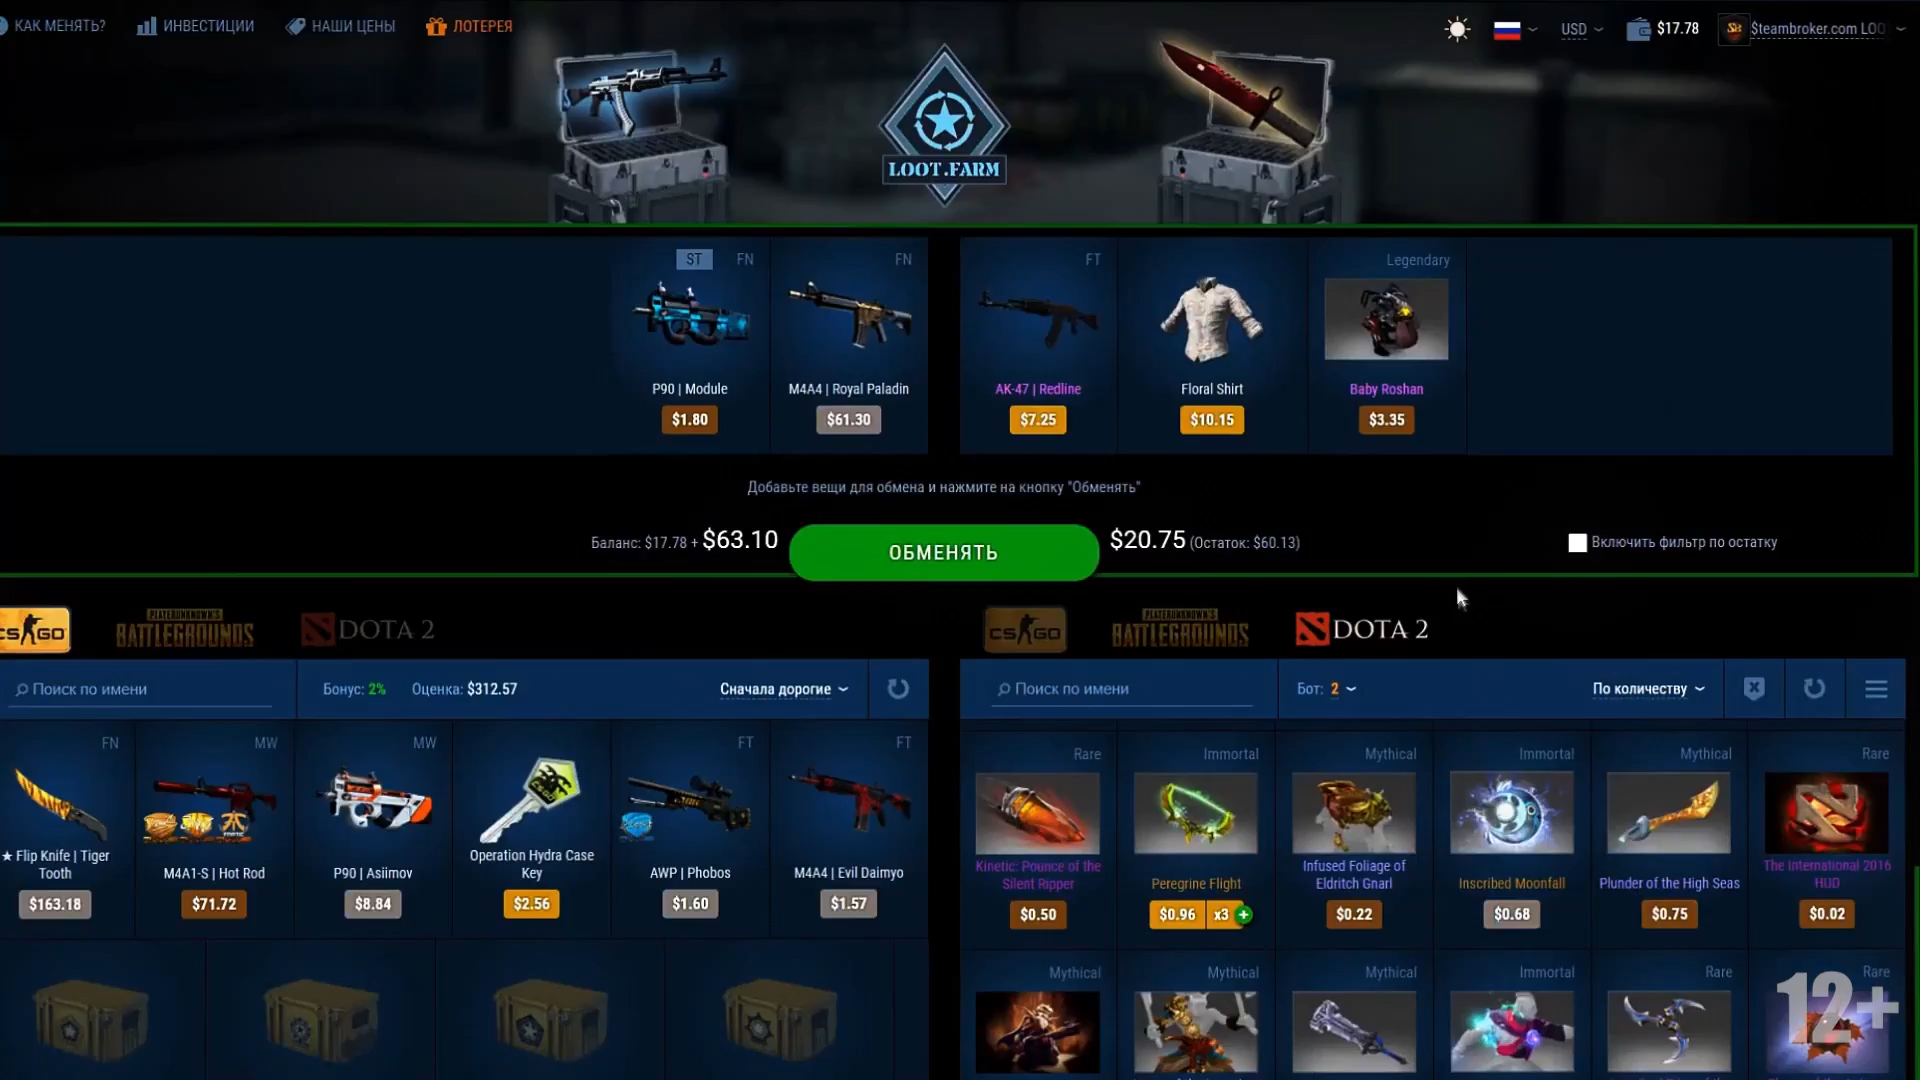 КАК МЕНЯТЬ?
ИНВЕСТИЦИИ
НАШИ ЦЕНЫ
ЛОТЕРЕЯ
USD
$17.78
$teambroker.com LOO
LOOT.FARM
ST FN
P90 | Module
$1.80
FN
M4A4 | Royal Paladin
$61.30
FT
AK-47 | Redline
$7.25
Floral Shirt
$10.15
Legendary
Baby Roshan
$3.35
Добавьте вещи для обмена и нажмите на кнопку "Обменять"
Баланс: $17.78 + $63.10
ОБМЕНЯТЬ
$20.75 (Остаток: $60.13)
Включить фильтр по остатку
CS:GO
PLAYERUNKNOWN'S
BATTLEGROUNDS
DOTA 2
CS:GO
PLAYERUNKNOWN'S
BATTLEGROUNDS
DOTA 2
Поиск по имени
Бонус: 2%
Оценка: $312.57
Сначала дорогие
Поиск по имени
Бот: 2
По количеству
FN
★ Flip Knife | Tiger
Tooth
$163.18
MW
M4A1-S | Hot Rod
$71.72
MW
P90 | Asiimov
$8.84
Operation Hydra Case
Key
$2.56
FT
AWP | Phobos
$1.60
FT
M4A4 | Evil Daimyo
$1.57
Rare
Kinetic: Pounce of the
Silent Ripper
$0.50
Immortal
Peregrine Flight
$0.96 x3 +
Mythical
Infused Foliage of
Eldritch Gnarl
$0.22
Immortal
Inscribed Moonfall
$0.68
Mythical
Plunder of the High Seas
$0.75
Rare
The International 2016
HUD
$0.02
Mythical
Mythical
Mythical
Immortal
Rare
Rare
12+